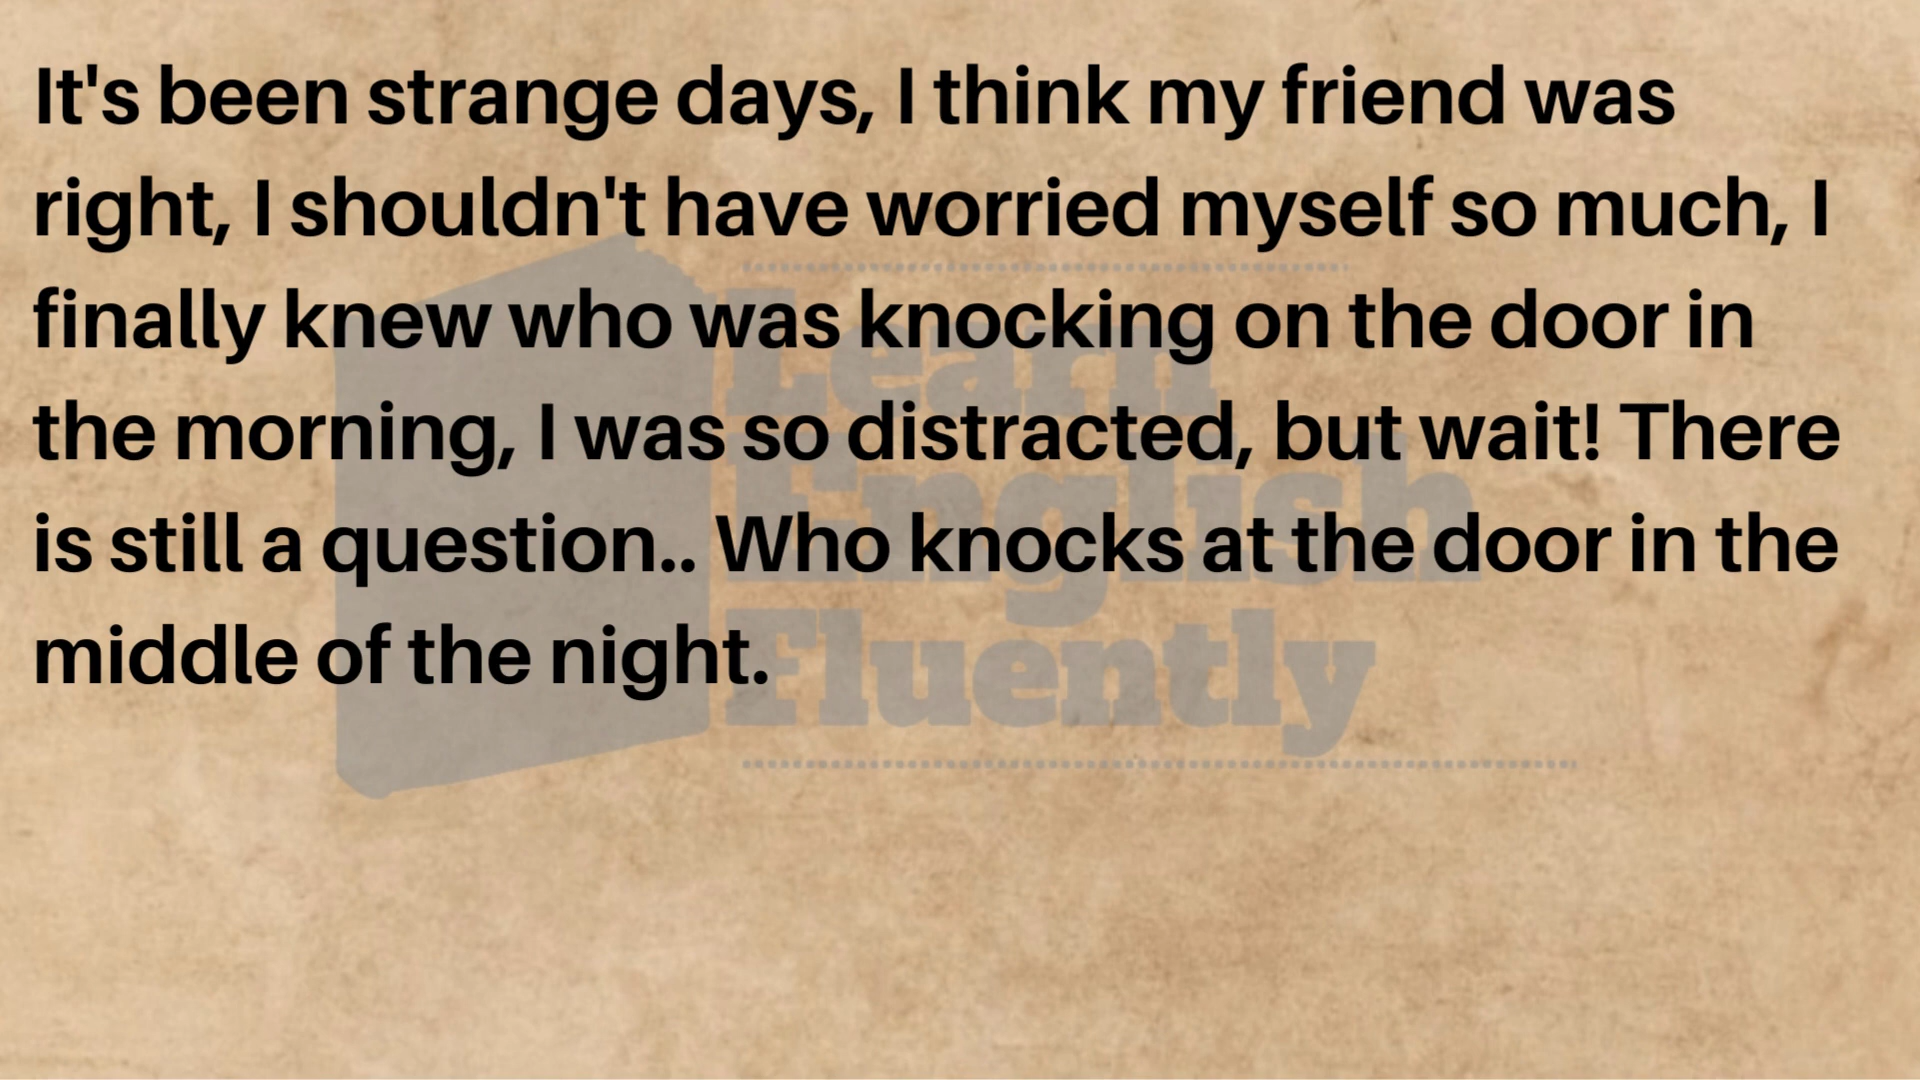 It's been strange days, I think my friend was
right, I shouldn't have worried myself so much, I
finally knew who was knocking on the door in
the morning, I was so distracted, but wait! There
is still a question.. Who knocks at the door in the
middle of the night.
Learn
English
Fluently